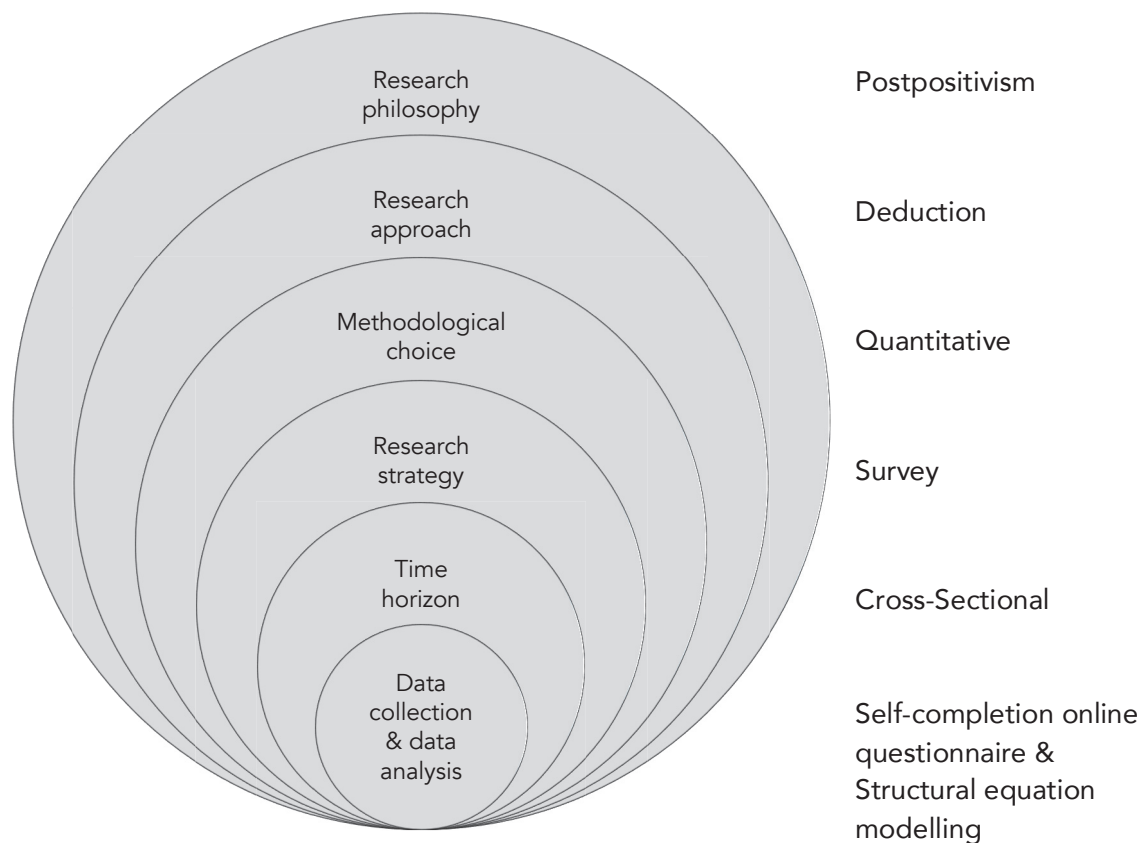 Research
philosophy
Postpositivism
Research
approach
Deduction
Methodological
choice
Quantitative
Research
strategy
Survey
Time
horizon
Cross-Sectional
Data
collection
& data
analysis
Self-completion online
questionnaire &
Structural equation
modelling